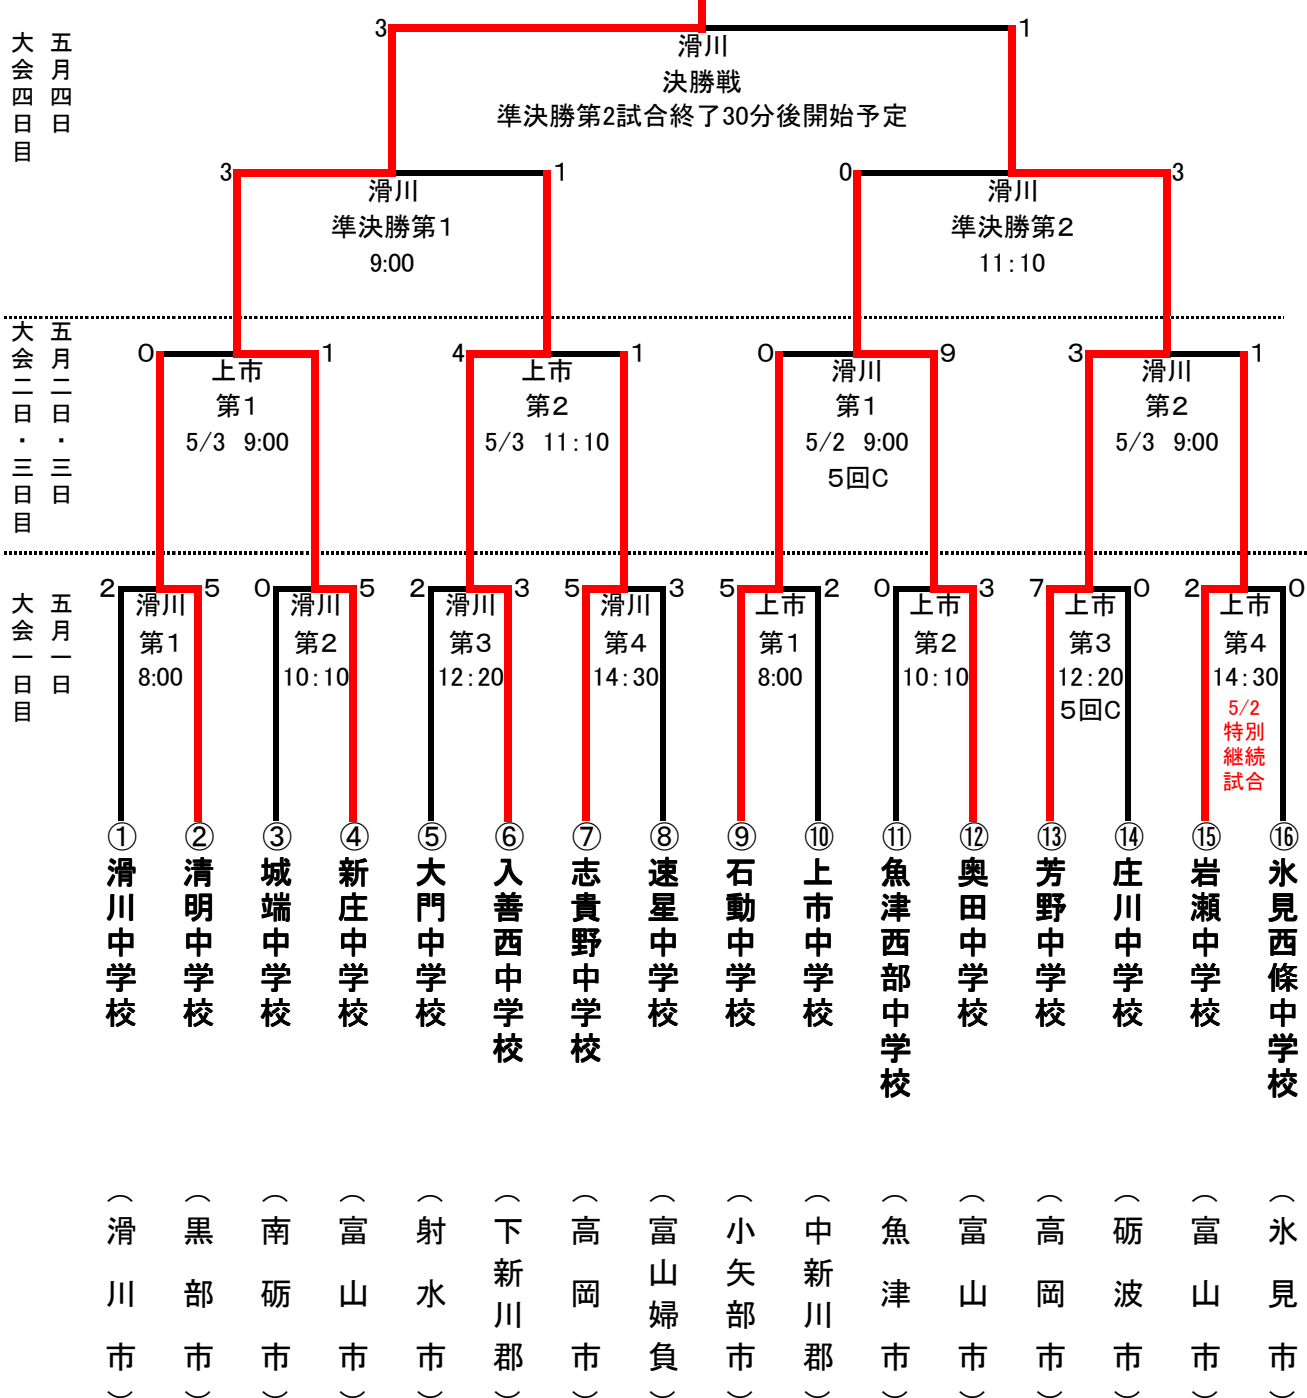 3
1
滑川
決勝戦
準決勝第2試合終了30分後開始予定
五月四日
大会四日目
3
1
滑川
準決勝第1
9:00
0
3
滑川
準決勝第2
11:10
五月二日・三日
大会二日・三日目
0
1
上市
第1
5/3 9:00
4
1
上市
第2
5/3 11:10
0
9
滑川
第1
5/2 9:00
5回C
3
1
滑川
第2
5/3 9:00
五月一日
大会一日目
2
5
滑川
第1
8:00
0
5
滑川
第2
10:10
2
3
滑川
第3
12:20
5
3
滑川
第4
14:30
5
2
上市
第1
8:00
0
3
上市
第2
10:10
7
0
上市
第3
12:20
5回C
2
0
上市
第4
14:30
5/2
特別
継続
試合
①滑川中学校
(滑川市)
②清明中学校
(黒部市)
③城端中学校
(南砺市)
④新庄中学校
(富山市)
⑤大門中学校
(射水市)
⑥入善西中学校
(下新川郡)
⑦志貴野中学校
(高岡市)
⑧速星中学校
(富山婦負)
⑨石動中学校
(小矢部市)
⑩上市中学校
(中新川郡)
⑪魚津西部中学校
(魚津市)
⑫奥田中学校
(富山市)
⑬芳野中学校
(高岡市)
⑭庄川中学校
(砺波市)
⑮岩瀬中学校
(富山市)
⑯氷見西條中学校
(氷見市)